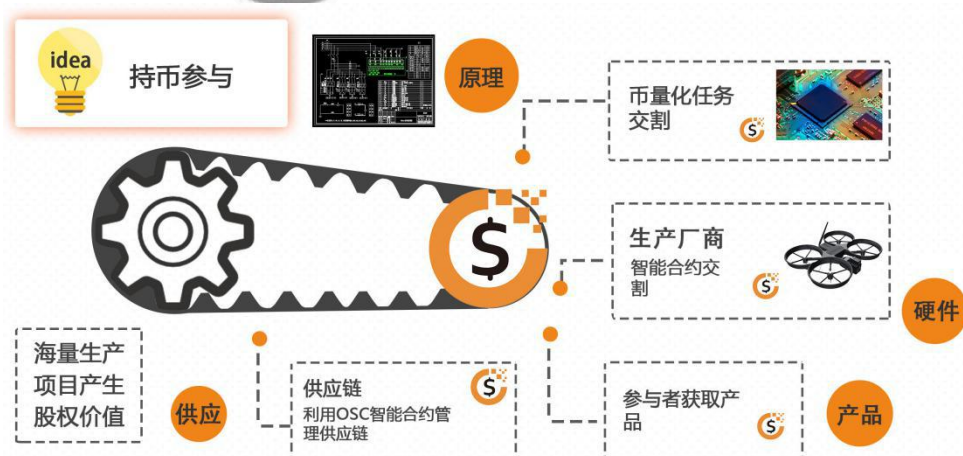 idea
持币参与
原理
币量化任务
交割
$
$
生产厂商
智能合约交
割
$
硬件
海量生产
项目产生
股权价值
供应
供应链
利用OSC智能合约管
理供应链
$
参与者获取产
品
$
产品